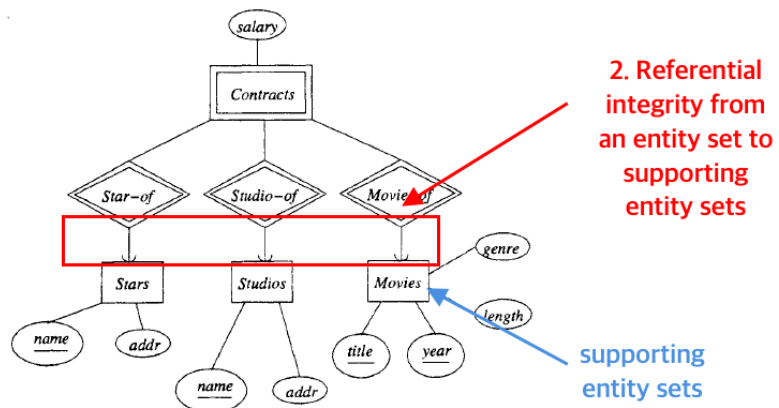 salary
Contracts
2. Referential
integrity from
an entity set to
supporting
entity sets
Star-of
Studio-of
Movie-of
genre
Stars
Studios
Movies
length
name
addr
title
year
name
addr
supporting
entity sets